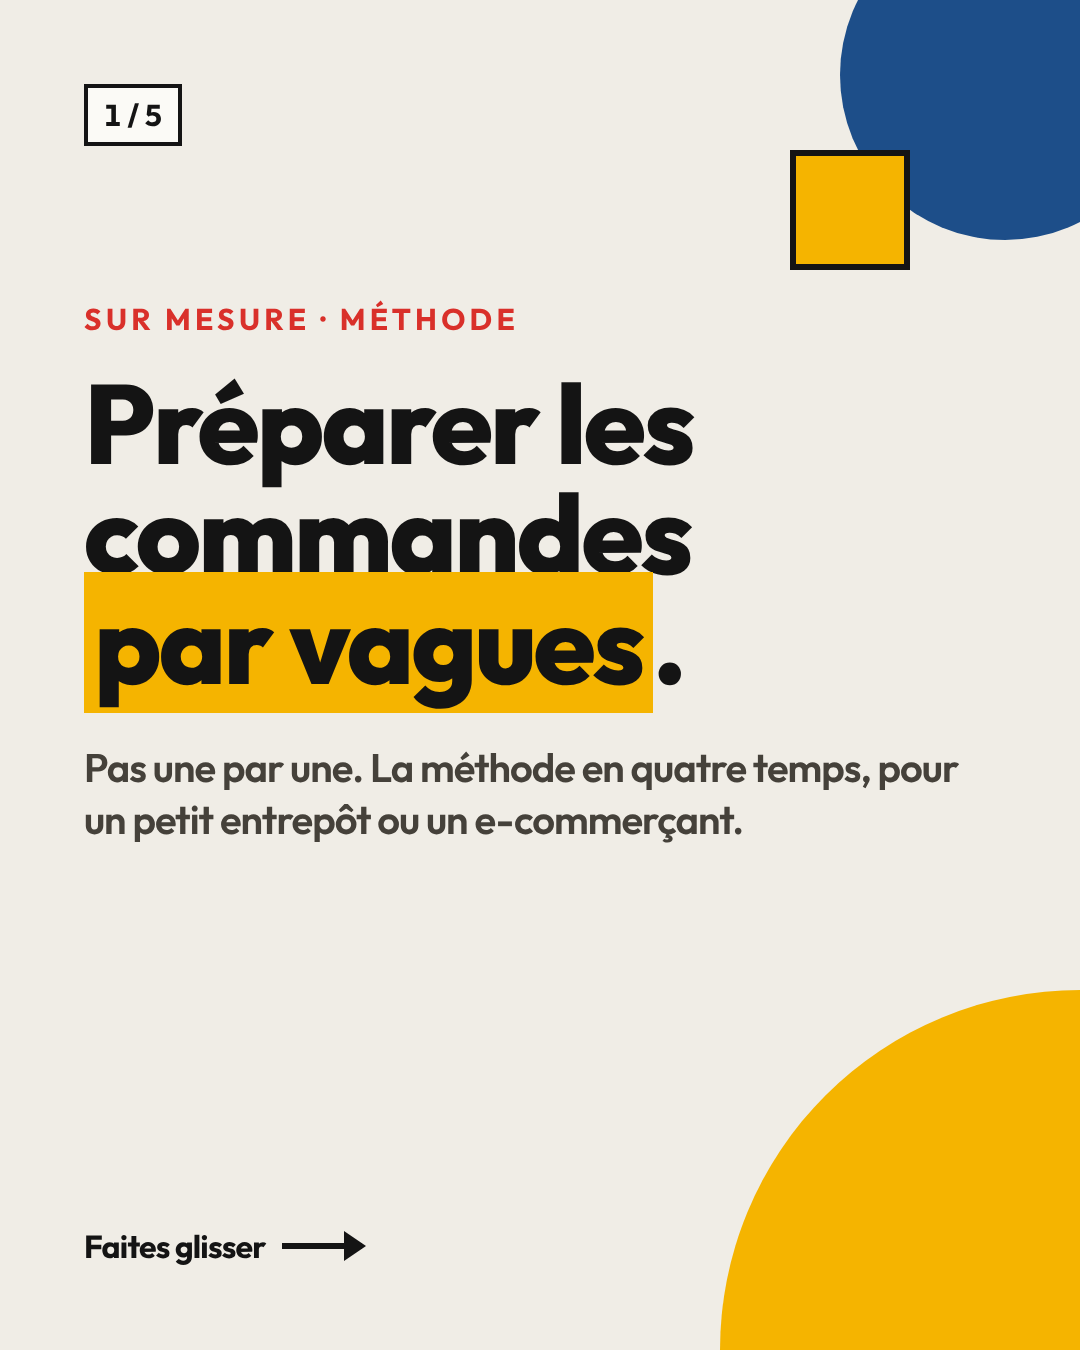 1/5
SUR MESURE · MÉTHODE
Préparer les
commandes
par vagues.
Pas une par une. La méthode en quatre temps, pour
un petit entrepôt ou un e-commerçant.
Faites glisser